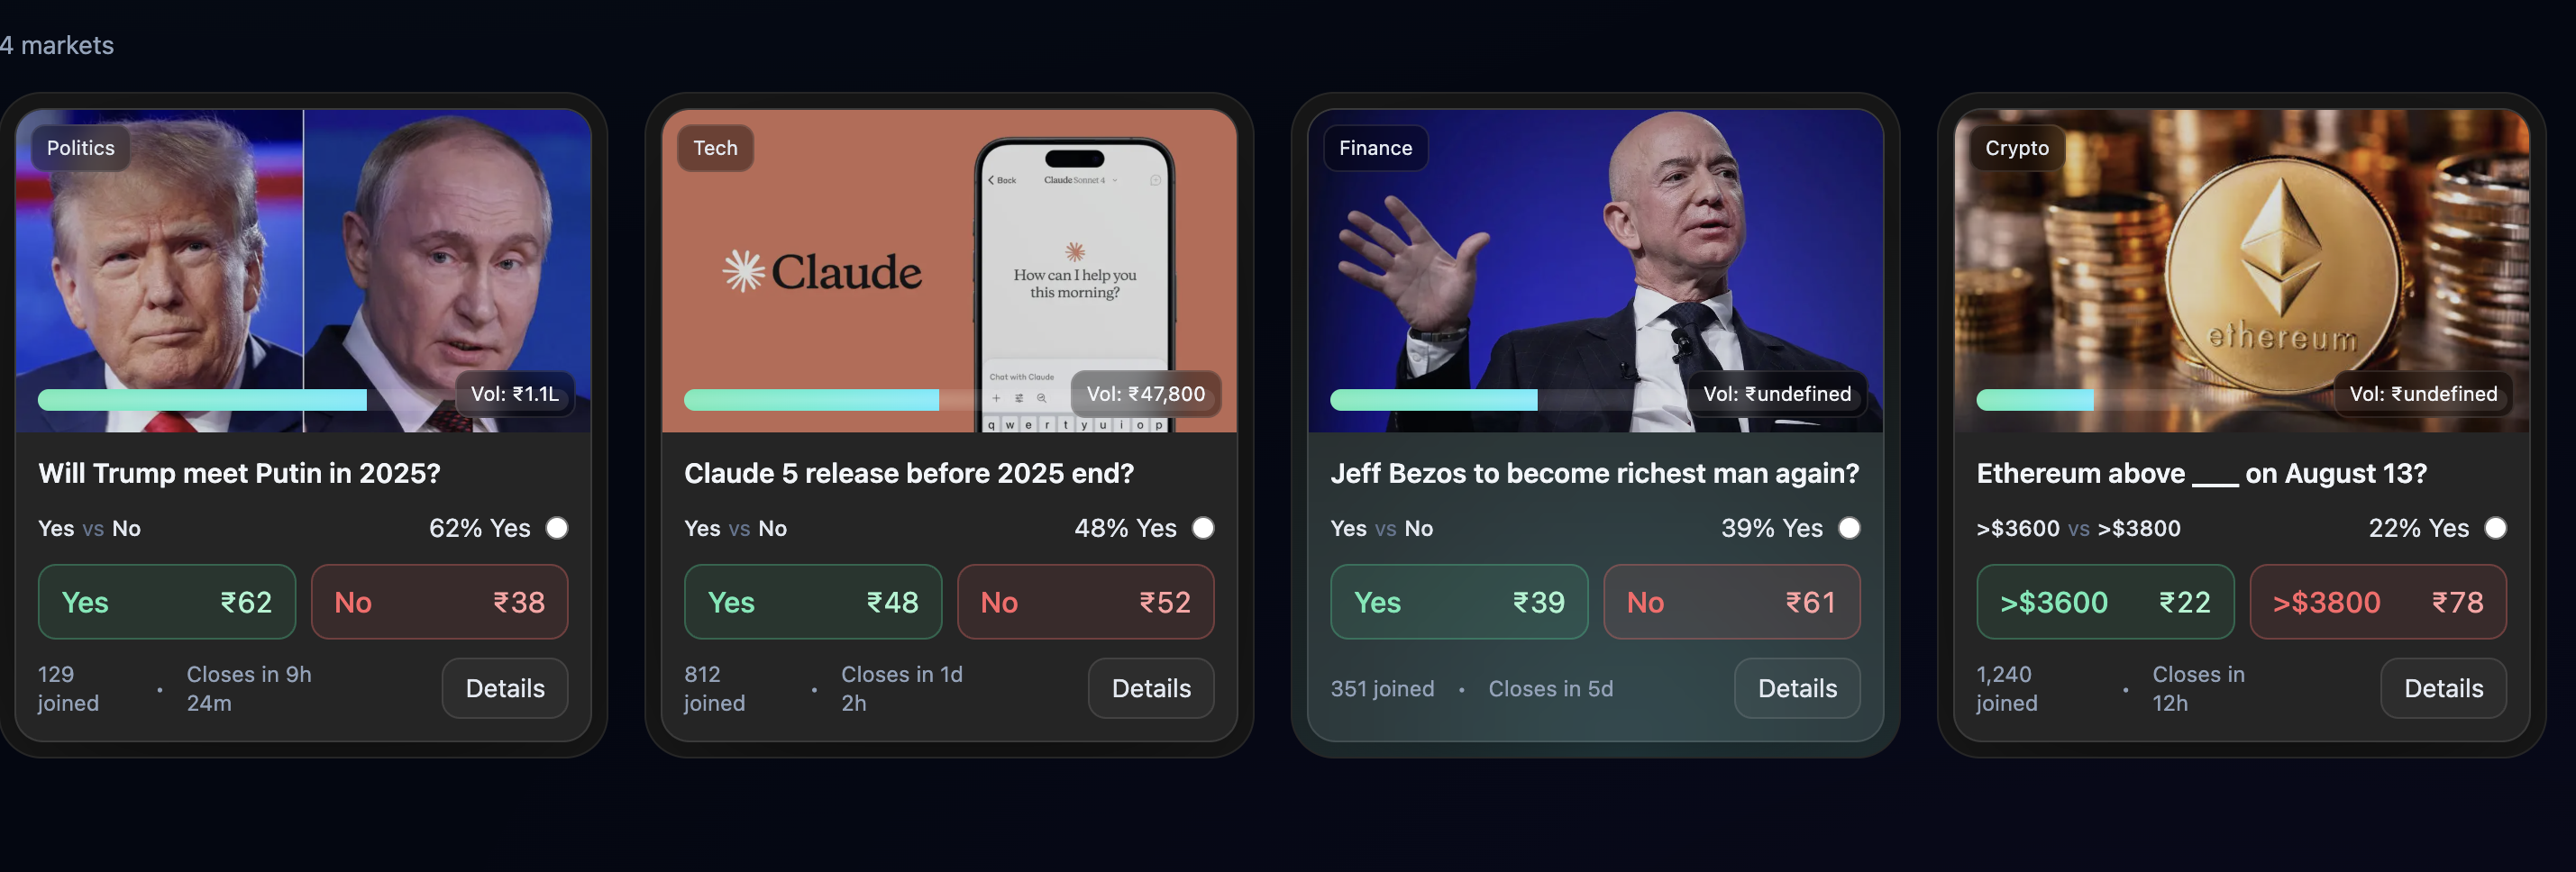 4 markets
Politics
Vol: ₹1.1L
Will Trump meet Putin in 2025?
Yes vs No
62% Yes
Yes ₹62
No ₹38
129 joined
•
Closes in 9h 24m
Details
Tech
Claude
Back
Claude Sonnet 4
How can I help you
this morning?
Chat with Claude
q w e r t y u i o p
Vol: ₹47,800
Claude 5 release before 2025 end?
Yes vs No
48% Yes
Yes ₹48
No ₹52
812 joined
•
Closes in 1d 2h
Details
Finance
Vol: ₹undefined
Jeff Bezos to become richest man again?
Yes vs No
39% Yes
Yes ₹39
No ₹61
351 joined • Closes in 5d
Details
Crypto
ethereum
Vol: ₹undefined
Ethereum above ___ on August 13?
>$3600 vs >$3800
22% Yes
>$3600 ₹22
>$3800 ₹78
1,240 joined
•
Closes in 12h
Details